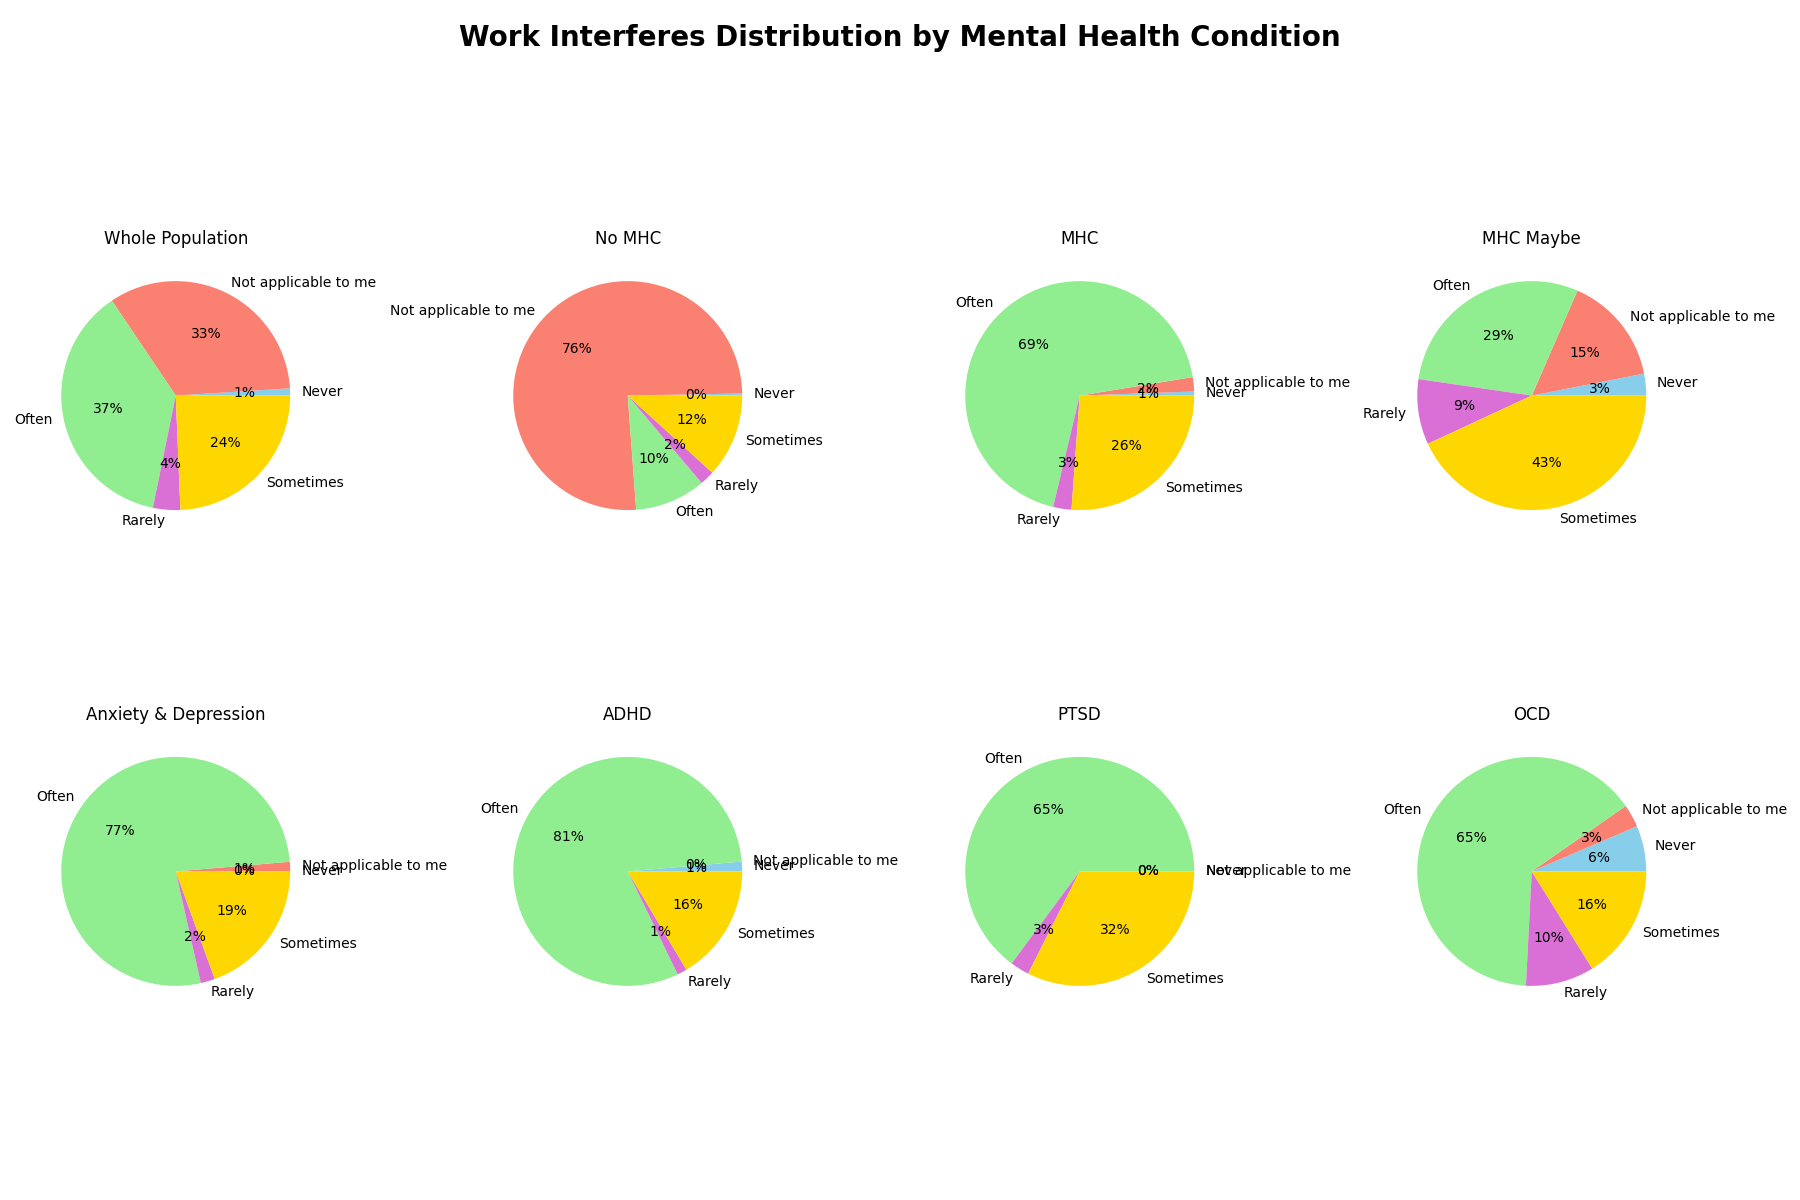 Work Interferes Distribution by Mental Health Condition
Whole Population
Not applicable to me
33%
1%
Never
Often
37%
24%
4%
Sometimes
Rarely
No MHC
Not applicable to me
76%
0%
Never
12%
2%
10%
Sometimes
Rarely
Often
MHC
Often
69%
2%
Not applicable to me
1%
Never
26%
3%
Sometimes
Rarely
MHC Maybe
Often
Not applicable to me
29%
15%
3%
Never
9%
Rarely
43%
Sometimes
Anxiety & Depression
Often
77%
1%
Not applicable to me
0%
Never
19%
2%
Sometimes
Rarely
ADHD
Often
81%
0%
Not applicable to me
1%
Never
16%
1%
Sometimes
Rarely
PTSD
Often
65%
0%
Never
0%
Not applicable to me
3%
32%
Rarely
Sometimes
OCD
Often
65%
Not applicable to me
3%
Never
6%
16%
10%
Sometimes
Rarely